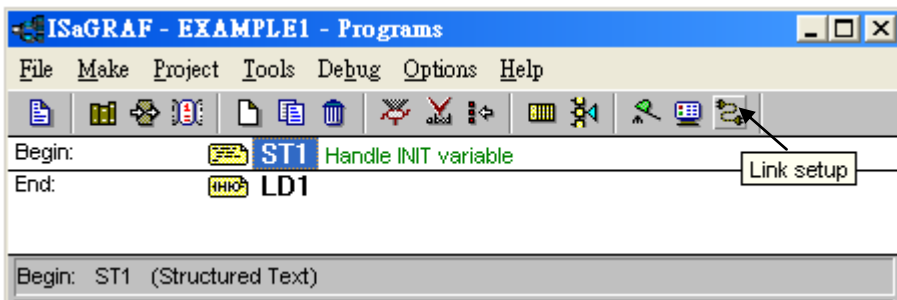 ISaGRAF - EXAMPLE1 - Programs
File Make Project Tools Debug Options Help
Begin: ST1 Handle INIT variable
Link setup
End: LD1
Begin: ST1 (Structured Text)